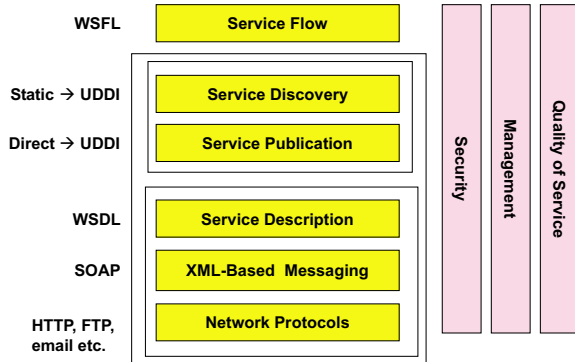 WSFL
Service Flow
Static → UDDI
Service Discovery
Direct → UDDI
Service Publication
WSDL
Service Description
SOAP
XML-Based Messaging
HTTP, FTP,
email etc.
Network Protocols
Security
Management
Quality of Service